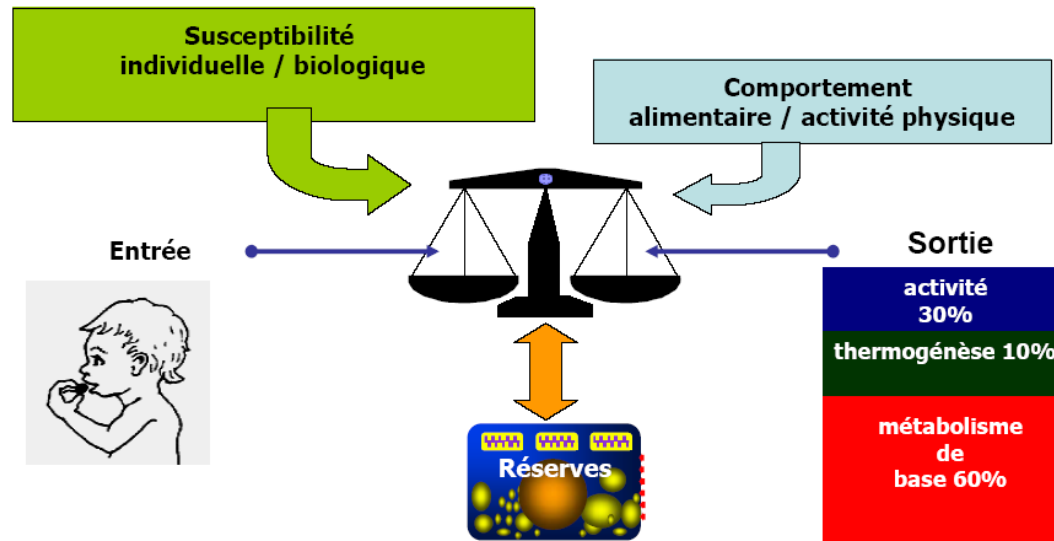 Susceptibilité
individuelle / biologique
Comportement
alimentaire / activité physique
Entrée
Sortie
activité
30%
thermogénèse 10%
métabolisme
de
base 60%
Réserves